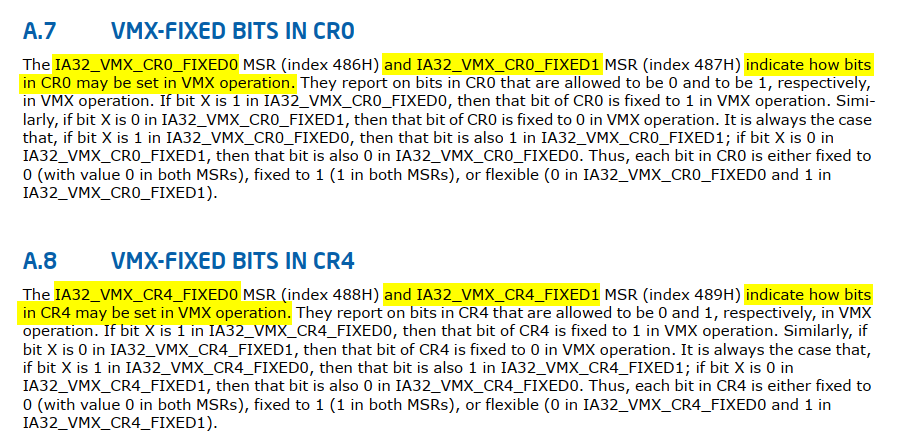 A.7 VMX-FIXED BITS IN CR0
The IA32_VMX_CR0_FIXED0 MSR (index 486H) and IA32_VMX_CR0_FIXED1 MSR (index 487H) indicate how bits
in CR0 may be set in VMX operation. They report on bits in CR0 that are allowed to be 0 and to be 1, respectively,
in VMX operation. If bit X is 1 in IA32_VMX_CR0_FIXED0, then that bit of CR0 is fixed to 1 in VMX operation. Simi-
larly, if bit X is 0 in IA32_VMX_CR0_FIXED1, then that bit of CR0 is fixed to 0 in VMX operation. It is always the case
that, if bit X is 1 in IA32_VMX_CR0_FIXED0, then that bit is also 1 in IA32_VMX_CR0_FIXED1; if bit X is 0 in
IA32_VMX_CR0_FIXED1, then that bit is also 0 in IA32_VMX_CR0_FIXED0. Thus, each bit in CR0 is either fixed to
0 (with value 0 in both MSRs), fixed to 1 (1 in both MSRs), or flexible (0 in IA32_VMX_CR0_FIXED0 and 1 in
IA32_VMX_CR0_FIXED1).
A.8 VMX-FIXED BITS IN CR4
The IA32_VMX_CR4_FIXED0 MSR (index 488H) and IA32_VMX_CR4_FIXED1 MSR (index 489H) indicate how bits
in CR4 may be set in VMX operation. They report on bits in CR4 that are allowed to be 0 and 1, respectively, in VMX
operation. If bit X is 1 in IA32_VMX_CR4_FIXED0, then that bit of CR4 is fixed to 1 in VMX operation. Similarly, if
bit X is 0 in IA32_VMX_CR4_FIXED1, then that bit of CR4 is fixed to 0 in VMX operation. It is always the case that,
if bit X is 1 in IA32_VMX_CR4_FIXED0, then that bit is also 1 in IA32_VMX_CR4_FIXED1; if bit X is 0 in
IA32_VMX_CR4_FIXED1, then that bit is also 0 in IA32_VMX_CR4_FIXED0. Thus, each bit in CR4 is either fixed to
0 (with value 0 in both MSRs), fixed to 1 (1 in both MSRs), or flexible (0 in IA32_VMX_CR4_FIXED0 and 1 in
IA32_VMX_CR4_FIXED1).